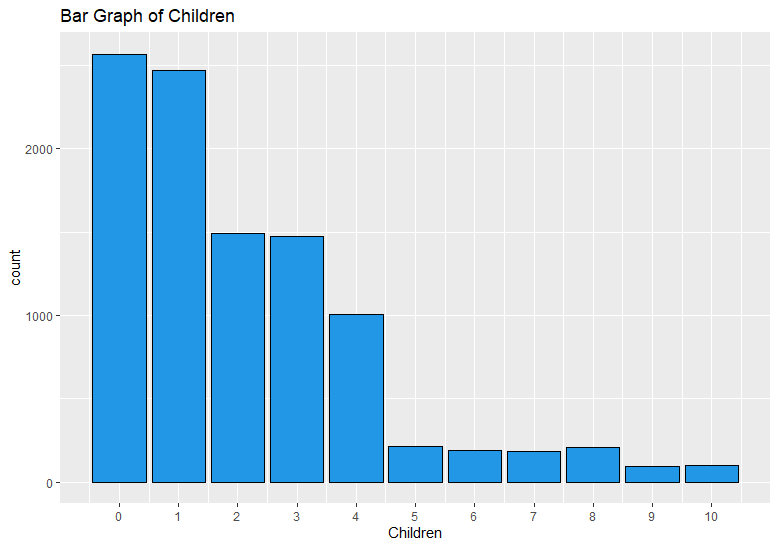 Bar Graph of Children
2000
1000
0
count
0 1 2 3 4 5 6 7 8 9 10
Children